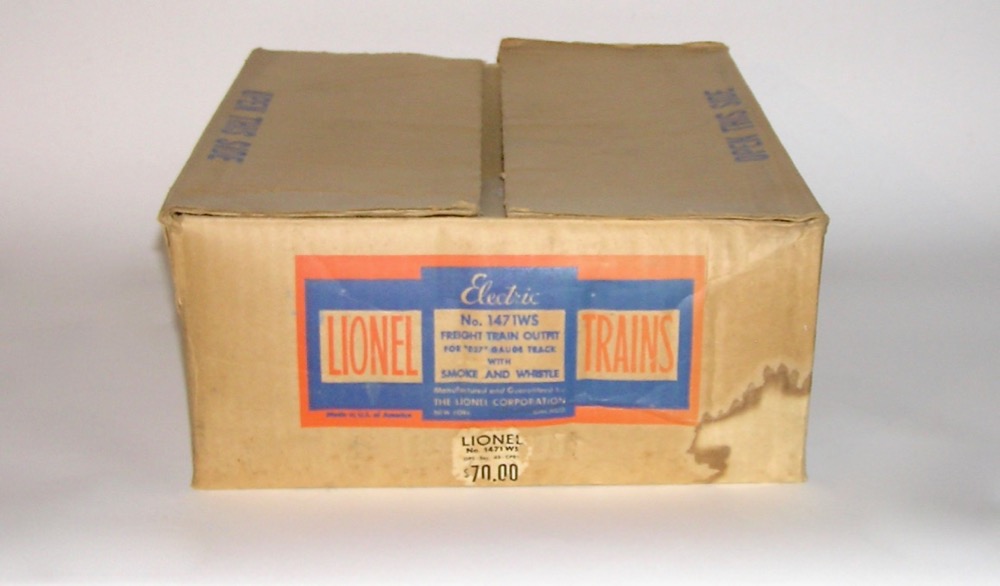 OPEN THIS SIDE
OPEN THIS SIDE
Electric
LIONEL
No. 1471WS
FREIGHT TRAIN OUTFIT
FOR "027" GAUGE TRACK
WITH
SMOKE AND WHISTLE
TRAINS
Manufactured and Guaranteed by
THE LIONEL CORPORATION
NEW YORK
Made in U.S. of America
LIONEL
No. 1471WS
$70.00